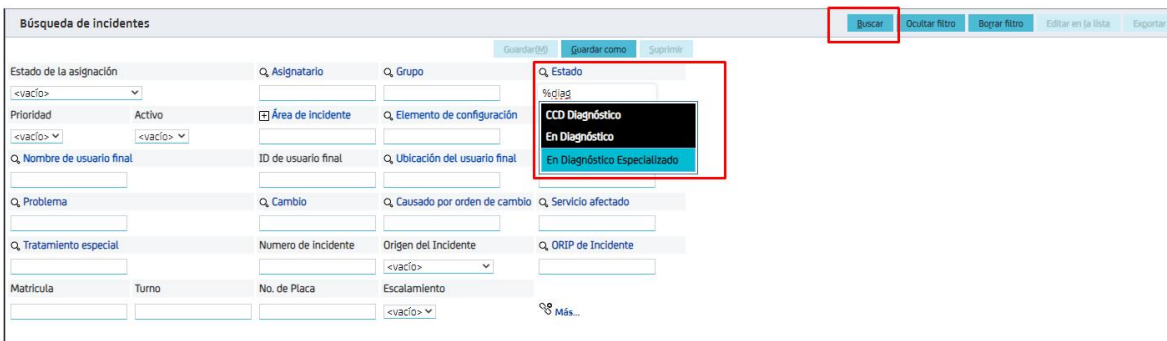 Búsqueda de incidentes
Buscar Ocultar filtro Borrar filtro Editar en la lista Exportar
Guardar(M) Guardar como Suprimir
Estado de la asignación Asignatario Grupo Estado
<vacío> %diag
CCD Diagnóstico
En Diagnóstico
En Diagnóstico Especializado
Prioridad Activo Área de incidente Elemento de configuración
<vacío> <vacío>
Nombre de usuario final ID de usuario final Ubicación del usuario final
Problema Cambio Causado por orden de cambio Servicio afectado
Tratamiento especial Numero de incidente Origen del Incidente ORIP de Incidente
<vacío>
Matricula Turno No. de Placa Escalamiento
<vacío> Más...